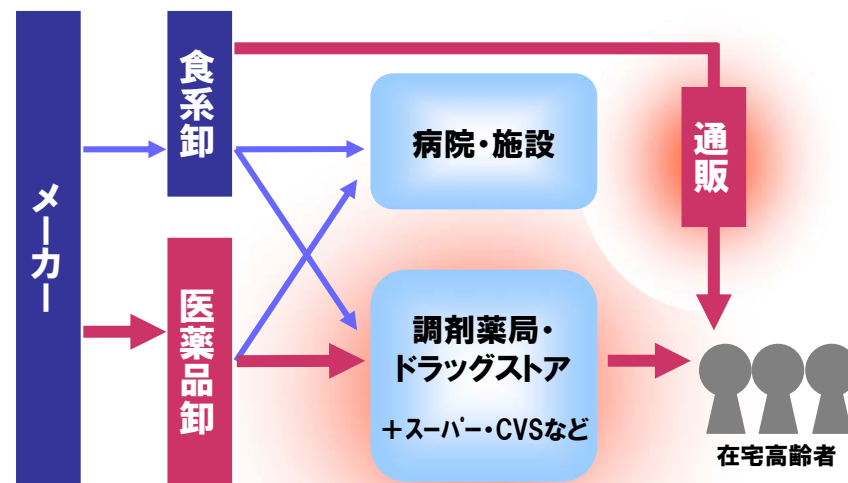 メーカー
食系卸
医薬品卸
病院・施設
調剤薬局・
ドラッグストア
＋スーパー・CVSなど
通販
在宅高齢者